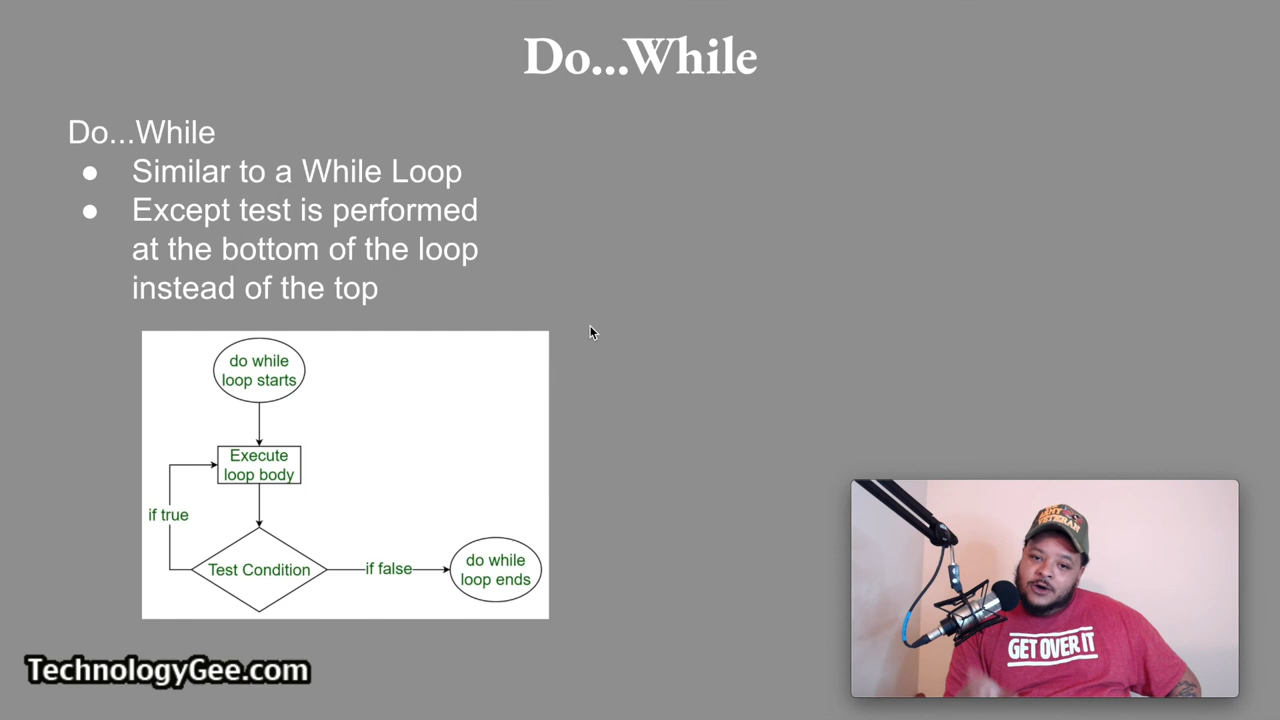 Do...While
Do...While
● Similar to a While Loop
● Except test is performed
at the bottom of the loop
instead of the top
do while
loop starts
Execute
loop body
if true
Test Condition
if false
do while
loop ends
VETERAN
GET OVER IT
TechnologyGee.com